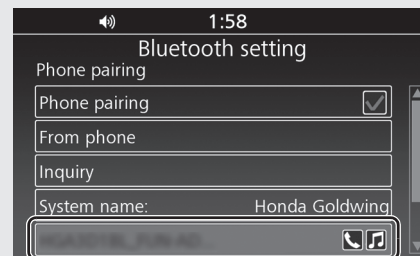 1:58
Bluetooth setting
Phone pairing
Phone pairing
From phone
Inquiry
System name: Honda Goldwing